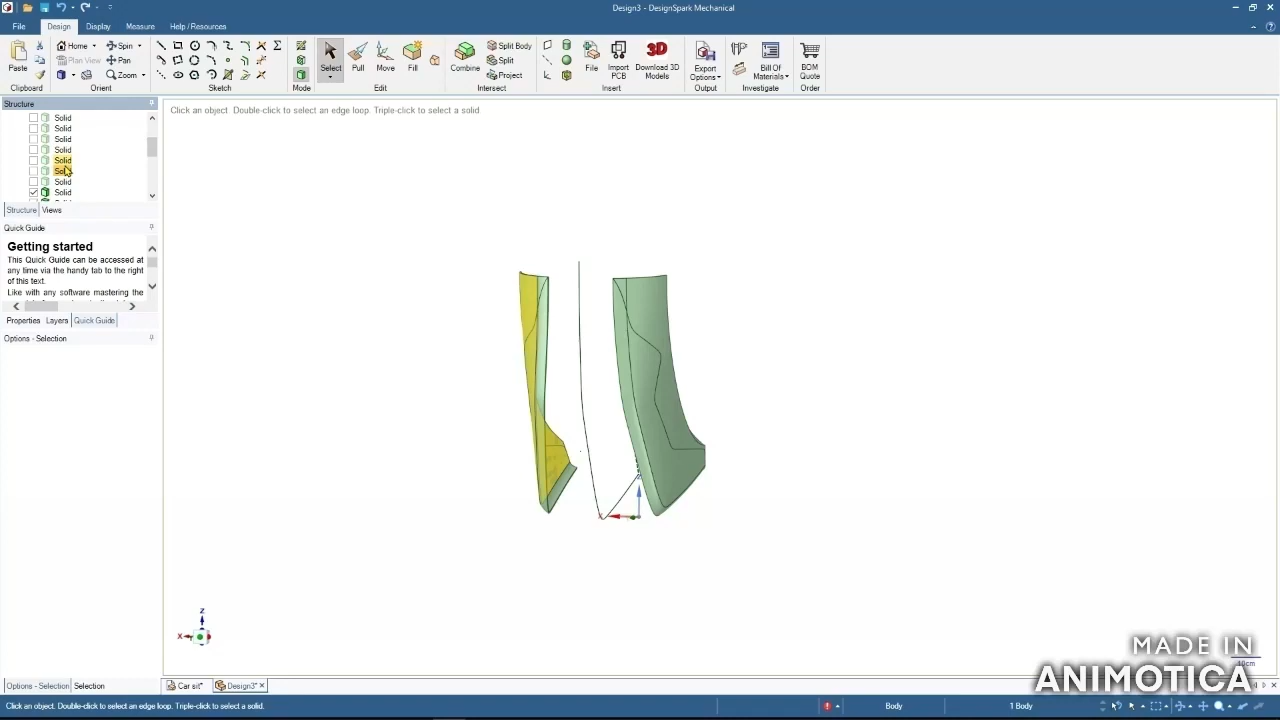 Design3 - DesignSpark Mechanical
File Design Display Measure Help / Resources
Home Spin Split Body
Paste Plan View Pan Select Pull Move Fill Combine Split File Import PCB Download 3D Models Export Options Bill Of Materials BOM Quote
Zoom Project
Clipboard Orient Sketch Mode Edit Intersect Insert Output Investigate Order
Structure
Click an object. Double-click to select an edge loop. Triple-click to select a solid.
Solid
Solid
Solid
Solid
Solid
Solid
Solid
Structure Views
Quick Guide
Getting started
This Quick Guide can be accessed at
any time via the handy tab to the right
of this text.
Like with any software mastering the
Properties Layers Quick Guide
Options - Selection
Z
X
MADE IN
ANIMOTICA
Options - Selection Selection
Car sit*
Design3*
Click an object. Double-click to select an edge loop. Triple-click to select a solid.
Body
1 Body